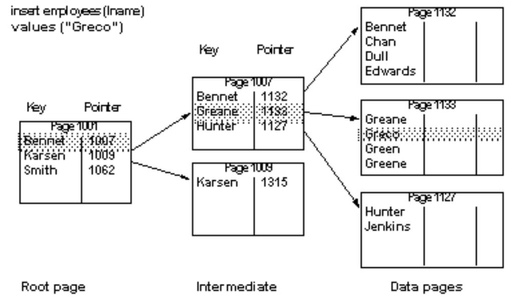 insert employees(lname)
values ("Greco")
Key Pointer
Page 1001
Bennet 1007
Karsen 1009
Smith 1062
Root page
Key Pointer
Page 1007
Bennet 1132
Greane 1133
Hunter 1127
Page 1009
Karsen 1315
Intermediate
Page 1132
Bennet
Chan
Dull
Edwards
Page 1133
Greane
Greco
Green
Greene
Page 1127
Hunter
Jenkins
Data pages